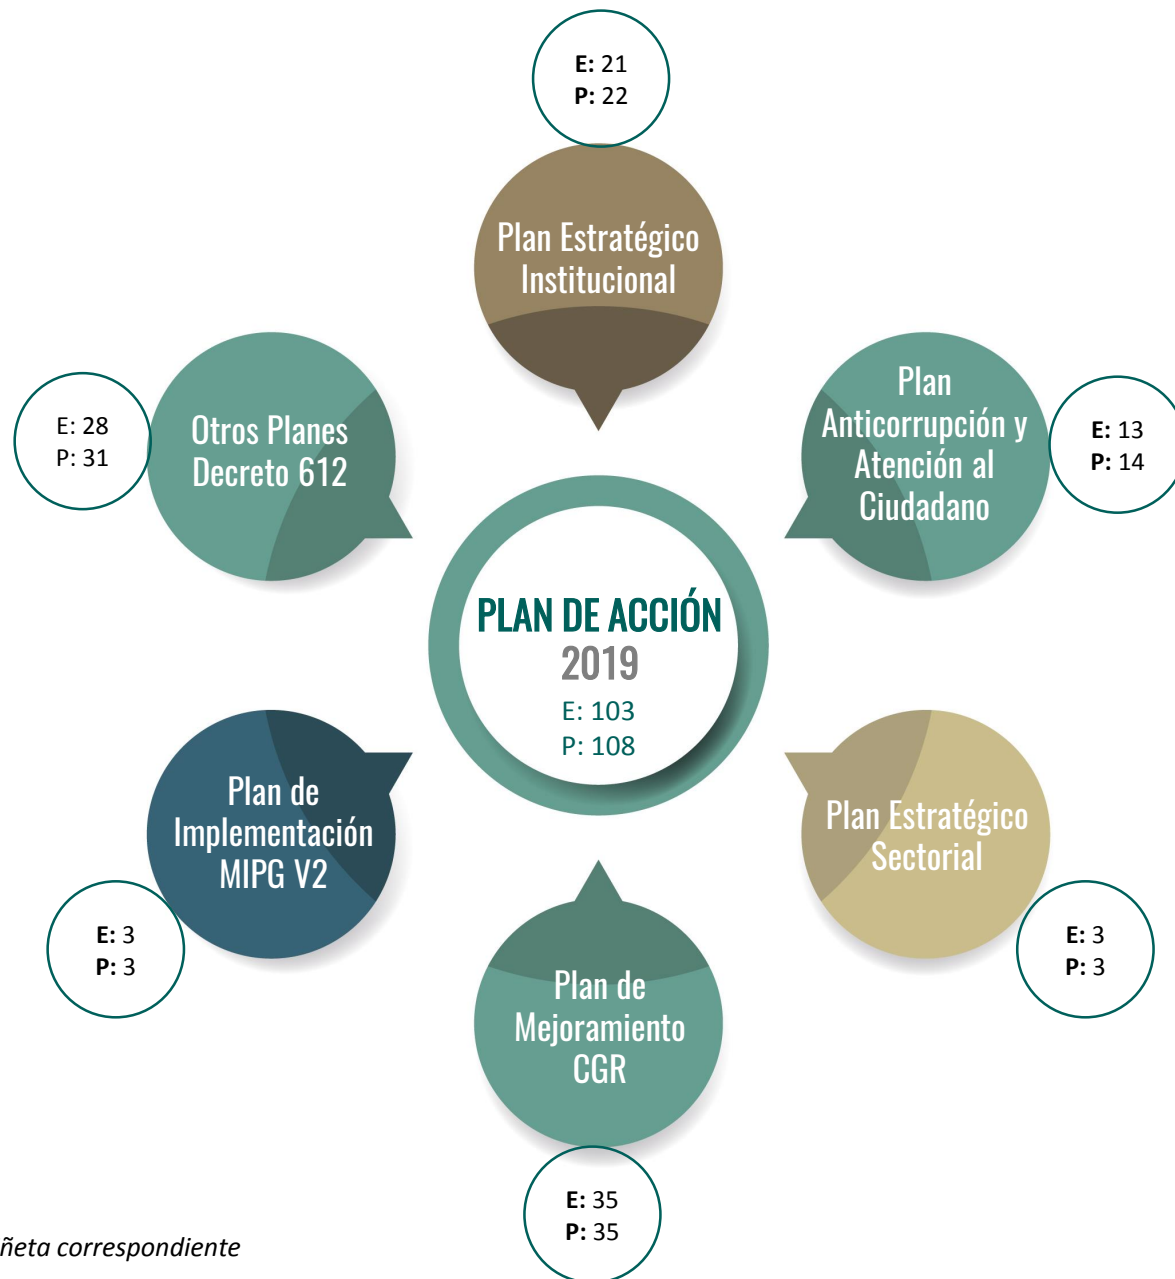 E: 21
P: 22
Plan Estratégico
Institucional
Plan
Anticorrupción y
Atención al
Ciudadano
E: 13
P: 14
Otros Planes
Decreto 612
E: 28
P: 31
PLAN DE ACCIÓN
2019
E: 103
P: 108
Plan de
Implementación
MIPG V2
E: 3
P: 3
Plan Estratégico
Sectorial
E: 3
P: 3
Plan de
Mejoramiento
CGR
E: 35
P: 35
ñeta correspondiente